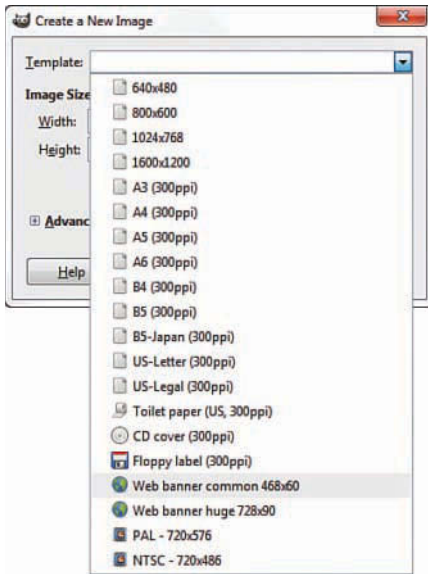 Create a New Image
Template:
Image Size
Width:
Height:
Advanc
Help
640x480
800x600
1024x768
1600x1200
A3 (300ppi)
A4 (300ppi)
A5 (300ppi)
A6 (300ppi)
B4 (300ppi)
B5 (300ppi)
B5-Japan (300ppi)
US-Letter (300ppi)
US-Legal (300ppi)
Toilet paper (US, 300ppi)
CD cover (300ppi)
Floppy label (300ppi)
Web banner common 468x60
Web banner huge 728x90
PAL - 720x576
NTSC - 720x486